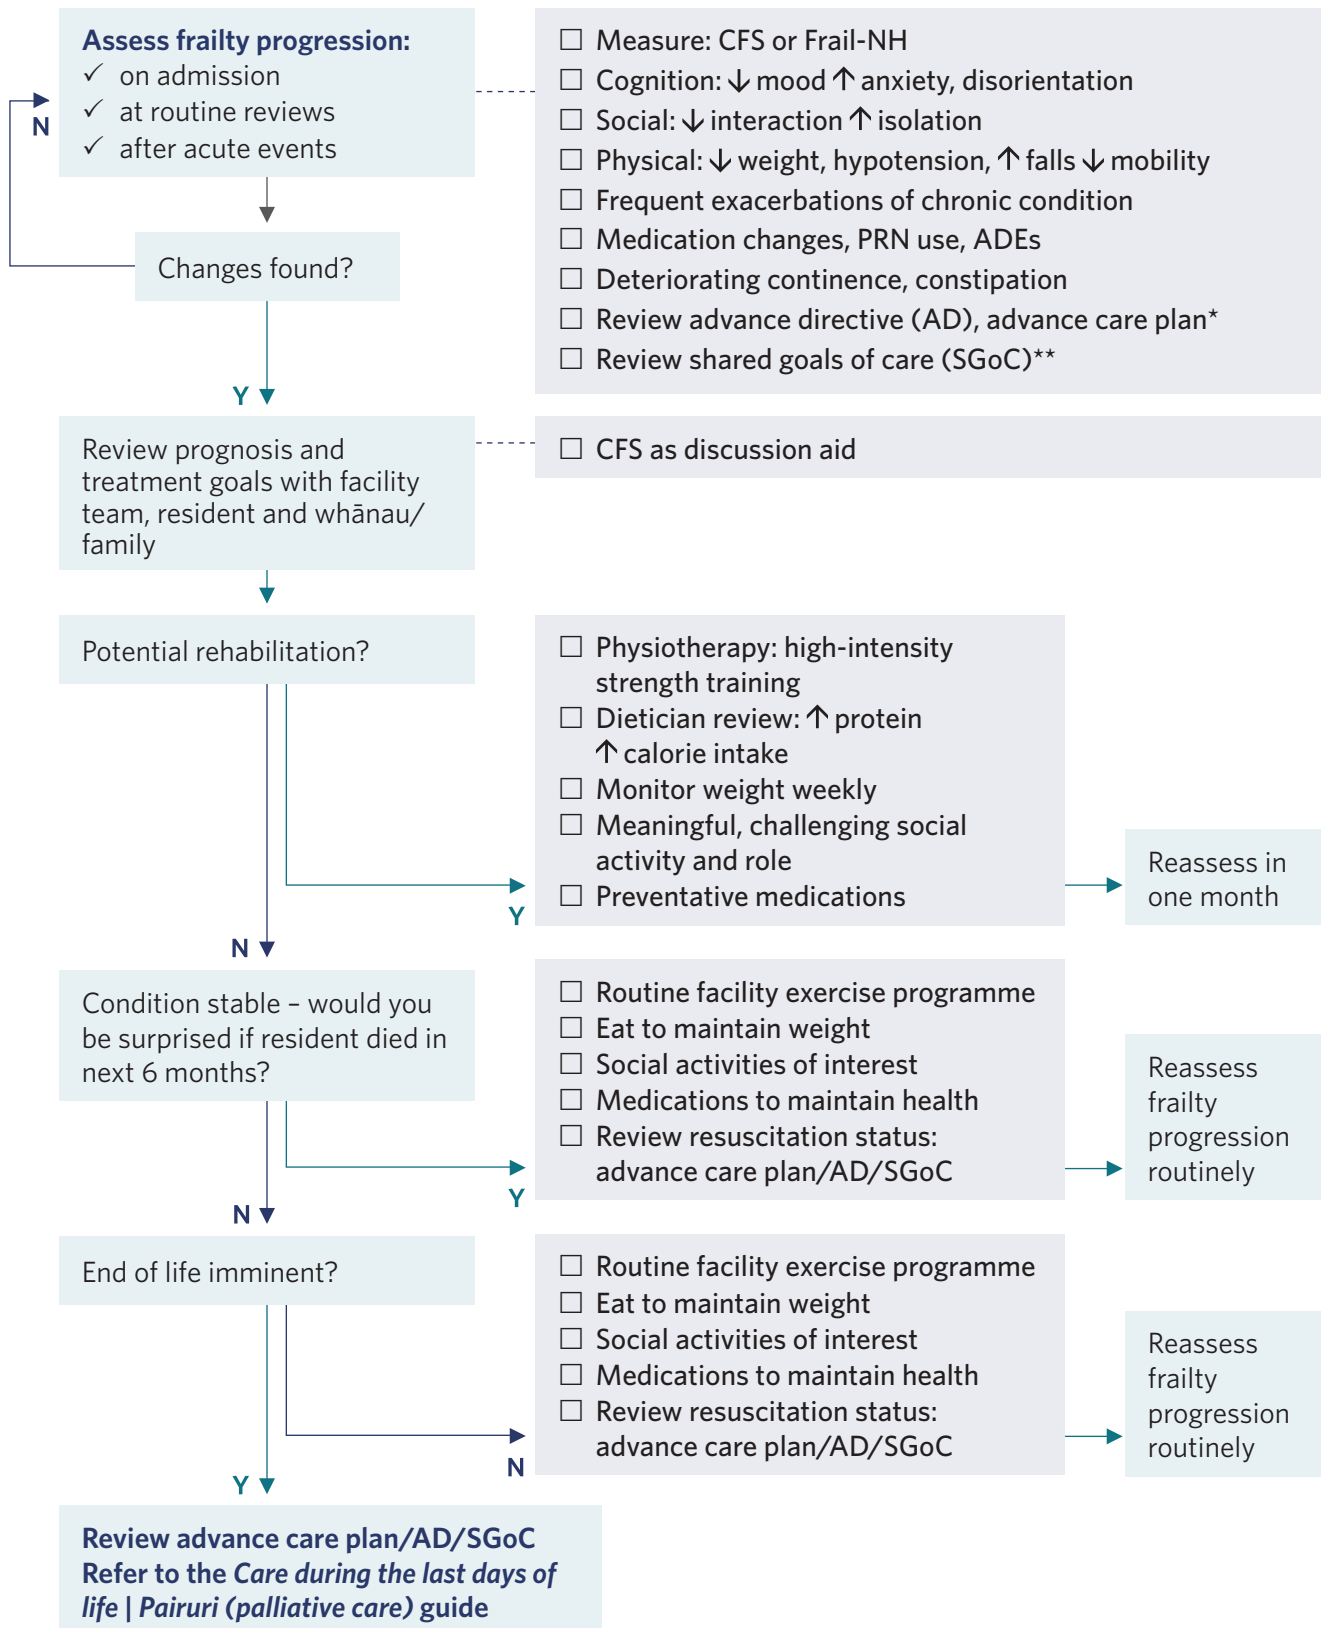 Assess frailty progression:
✓ on admission
✓ at routine reviews
✓ after acute events
N
☐ Measure: CFS or Frail-NH
☐ Cognition: ↓ mood ↑ anxiety, disorientation
☐ Social: ↓ interaction ↑ isolation
☐ Physical: ↓ weight, hypotension, ↑ falls ↓ mobility
☐ Frequent exacerbations of chronic condition
☐ Medication changes, PRN use, ADEs
☐ Deteriorating continence, constipation
☐ Review advance directive (AD), advance care plan*
☐ Review shared goals of care (SGoC)**
Changes found?
Y
Review prognosis and
treatment goals with facility
team, resident and whānau/
family
☐ CFS as discussion aid
Potential rehabilitation?
☐ Physiotherapy: high-intensity
strength training
☐ Dietician review: ↑ protein
↑ calorie intake
☐ Monitor weight weekly
☐ Meaningful, challenging social
activity and role
☐ Preventative medications
Y
Reassess in
one month
N
Condition stable – would you
be surprised if resident died in
next 6 months?
☐ Routine facility exercise programme
☐ Eat to maintain weight
☐ Social activities of interest
☐ Medications to maintain health
☐ Review resuscitation status:
advance care plan/AD/SGoC
Y
Reassess
frailty
progression
routinely
N
End of life imminent?
☐ Routine facility exercise programme
☐ Eat to maintain weight
☐ Social activities of interest
☐ Medications to maintain health
☐ Review resuscitation status:
advance care plan/AD/SGoC
N
Reassess
frailty
progression
routinely
Y
Review advance care plan/AD/SGoC
Refer to the Care during the last days of
life | Pairuri (palliative care) guide